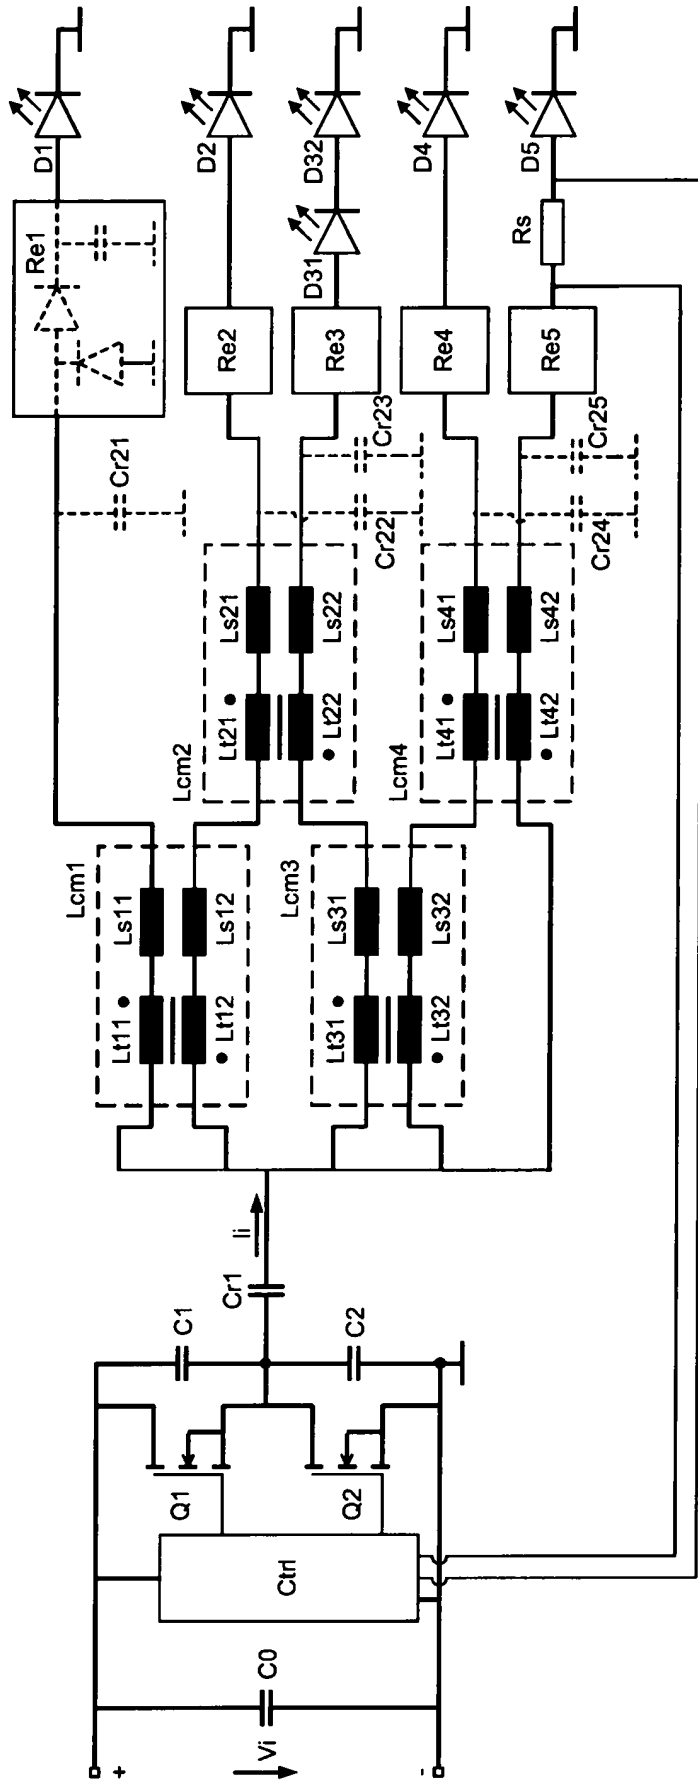 D1
Re1
Cr21
D2
D31
D32
Re2
Re3
D4
D5
Rs
Re4
Re5
Cr23
Cr22
Cr25
Cr24
Lcm2
Lt21
Ls21
Lt22
Ls22
Lcm4
Lt41
Ls41
Lt42
Ls42
Lcm1
Lt11
Ls11
Lt12
Ls12
Lcm3
Lt31
Ls31
Lt32
Ls32
Ii
Cr1
C1
C2
Q1
Q2
Ctrl
C0
Vi
+
-